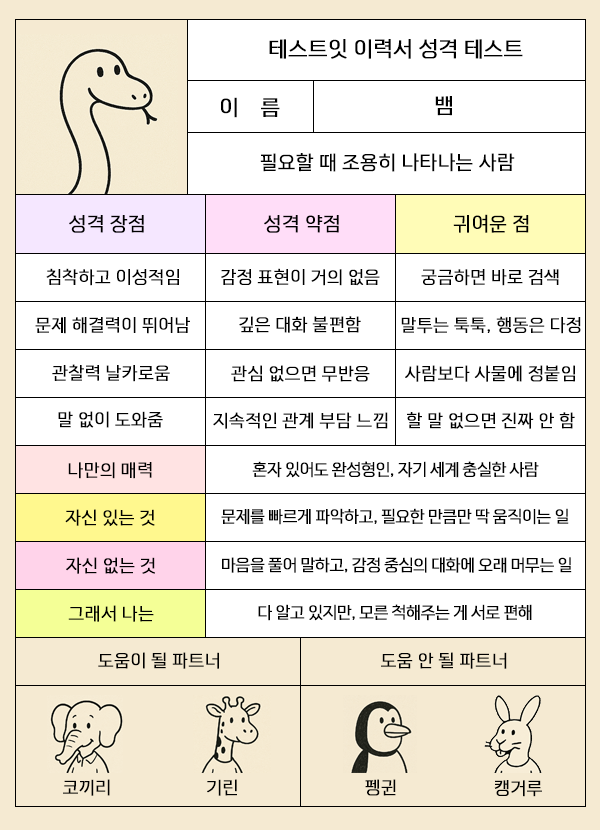 테스트잇 이력서 성격 테스트
이 름
뱀
필요할 때 조용히 나타나는 사람
성격 장점 성격 약점 귀여운 점
침착하고 이성적임 감정 표현이 거의 없음 궁금하면 바로 검색
문제 해결력이 뛰어남 깊은 대화 불편함 말투는 툭툭, 행동은 다정
관찰력 날카로움 관심 없으면 무반응 사람보다 사물에 정붙임
말 없이 도와줌 지속적인 관계 부담 느낌 할 말 없으면 진짜 안 함
나만의 매력 혼자 있어도 완성형인, 자기 세계 충실한 사람
자신 있는 것 문제를 빠르게 파악하고, 필요한 만큼만 딱 움직이는 일
자신 없는 것 마음을 풀어 말하고, 감정 중심의 대화에 오래 머무는 일
그래서 나는 다 알고 있지만, 모른 척해주는 게 서로 편해
도움이 될 파트너 도움 안 될 파트너
코끼리 기린 펭귄 캥거루